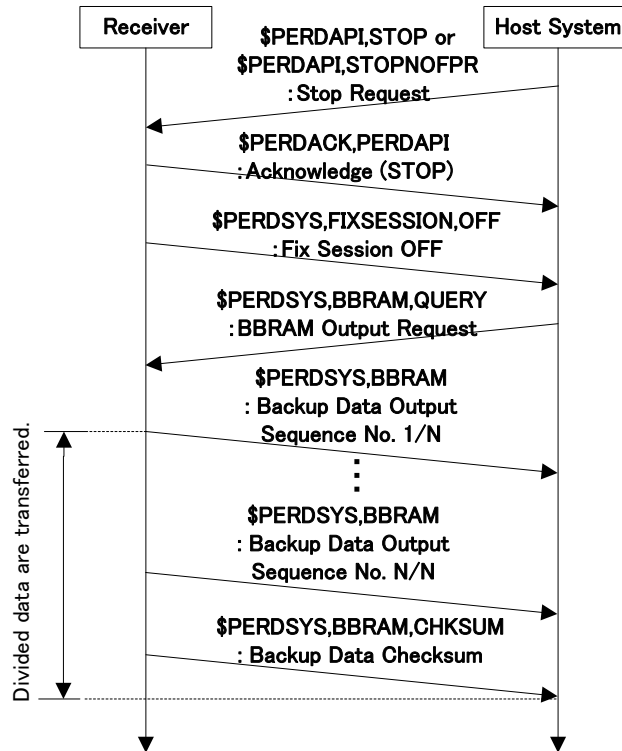 Receiver
Host System
$PERDAPI,STOP or
$PERDAPI,STOPNOFPR
:Stop Request
$PERDACK,PERDAPI
:Acknowledge (STOP)
$PERDSYS,FIXSESSION,OFF
:Fix Session OFF
$PERDSYS,BBRAM,QUERY
:BBRAM Output Request
$PERDSYS,BBRAM
: Backup Data Output
Sequence No. 1/N
$PERDSYS,BBRAM
: Backup Data Output
Sequence No. N/N
$PERDSYS,BBRAM,CHKSUM
: Backup Data Checksum
Divided data are transferred.